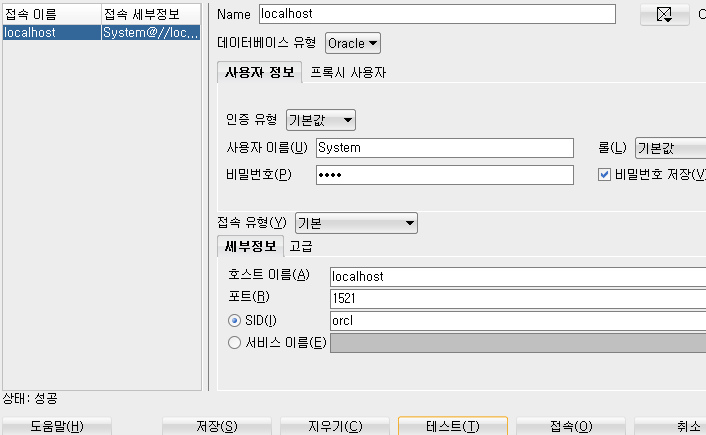 접속 이름 접속 세부정보
localhost System@//loc...
Name localhost
데이터베이스 유형 Oracle
사용자 정보 프록시 사용자
인증 유형 기본값
사용자 이름(U) System 롤(L) 기본값
비밀번호(P) •••• 비밀번호 저장(V)
접속 유형(Y) 기본
세부정보 고급
호스트 이름(A) localhost
포트(R) 1521
SID(I) orcl
서비스 이름(E)
상태: 성공
도움말(H) 저장(S) 지우기(C) 테스트(T) 접속(O) 취소